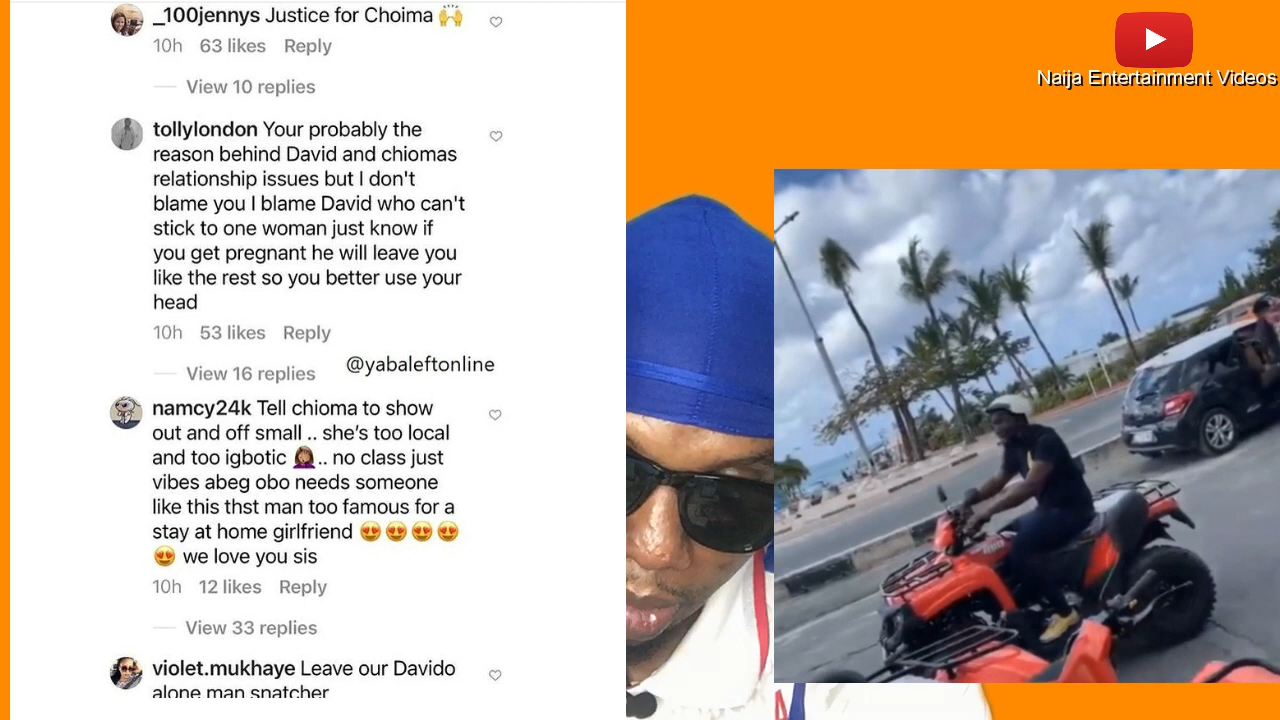 _100jennys Justice for Choima 🙌
10h 63 likes Reply
View 10 replies
tollylondon Your probably the
reason behind David and chiomas
relationship issues but I don't
blame you I blame David who can't
stick to one woman just know if
you get pregnant he will leave you
like the rest so you better use your
head
10h 53 likes Reply
View 16 replies
@yabaleftonline
namcy24k Tell chioma to show
out and off small .. she's too local
and too igbotic 🤦🏾‍♀️.. no class just
vibes abeg obo needs someone
like this thst man too famous for a
stay at home girlfriend 😍😍😍😍
😍 we love you sis
10h 12 likes Reply
View 33 replies
violet.mukhaye Leave our Davido
alone man snatcher
Naija Entertainment Videos